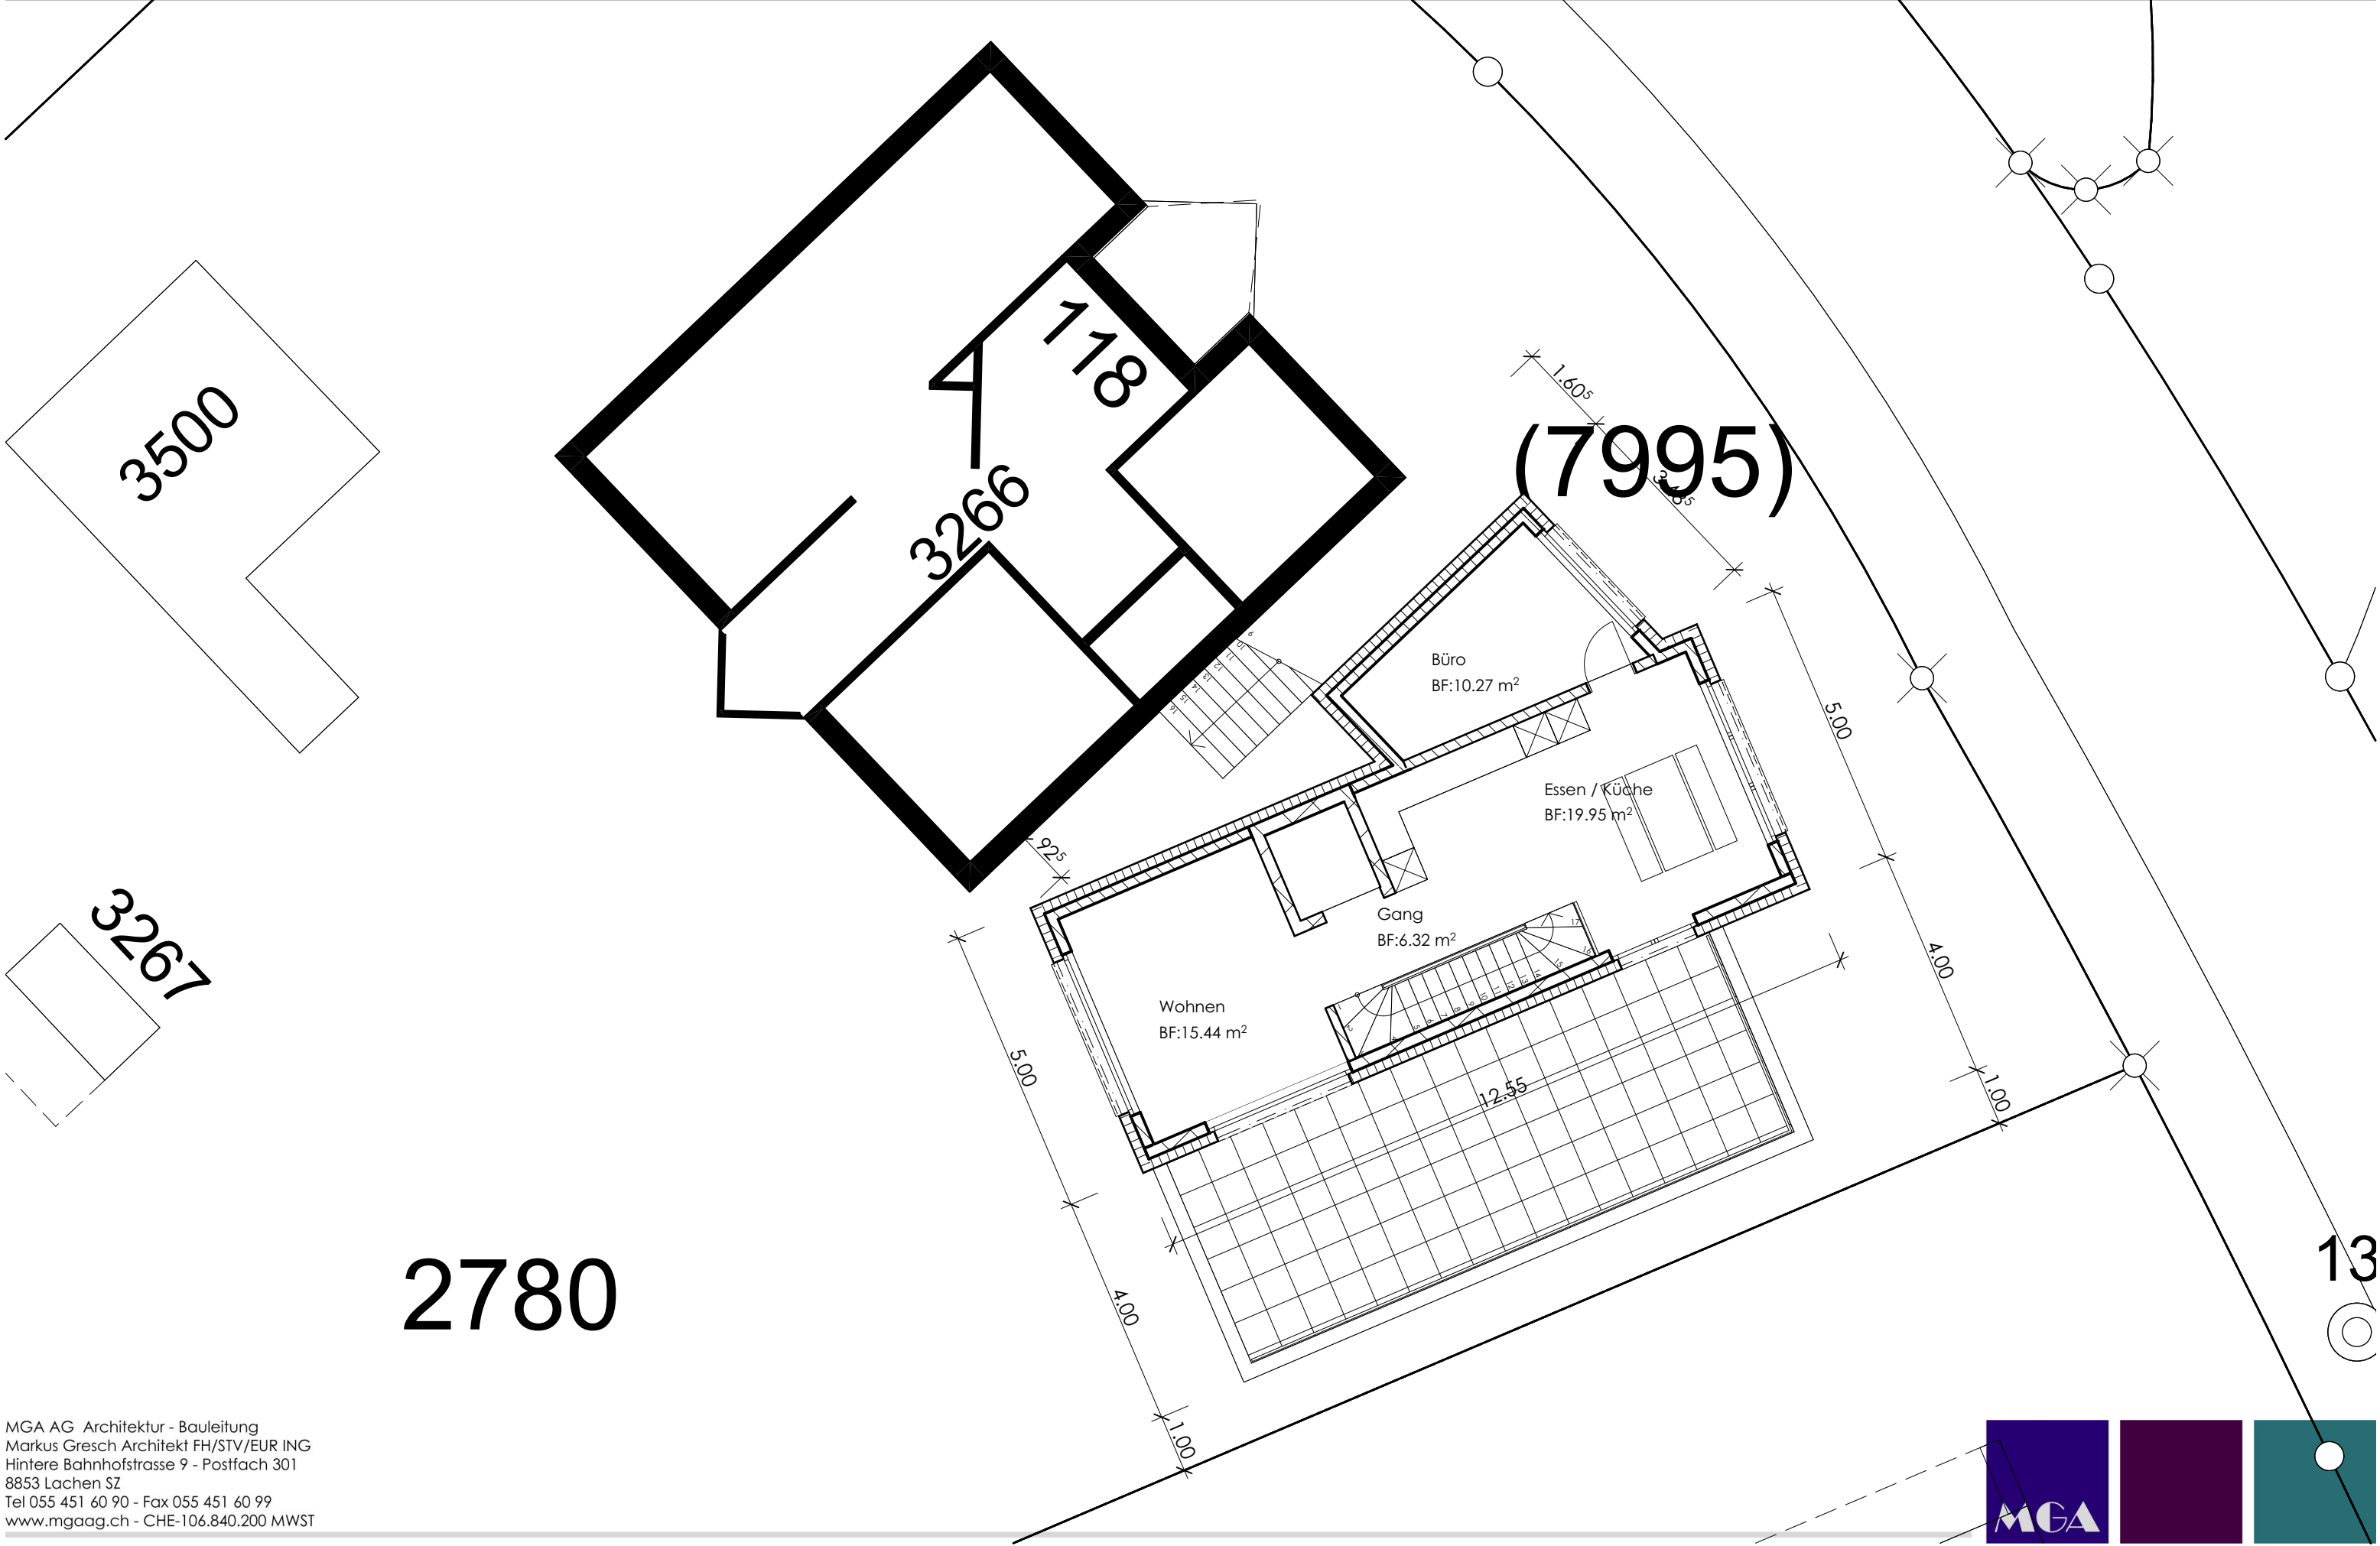 118
3500
3266
(7995)
1.60⁵
Büro
BF:10.27 m²
5.00
Essen / Küche
BF:19.95 m²
92⁵
3267
Gang
BF:6.32 m²
4.00
Wohnen
BF:15.44 m²
5.00
12.55
1.00
2780
4.00
13
1.00
MGA AG Architektur - Bauleitung
Markus Gresch Architekt FH/STV/EUR ING
Hintere Bahnhofstrasse 9 - Postfach 301
8853 Lachen SZ
Tel 055 451 60 90 - Fax 055 451 60 99
www.mgaag.ch - CHE-106.840.200 MWST
MGA